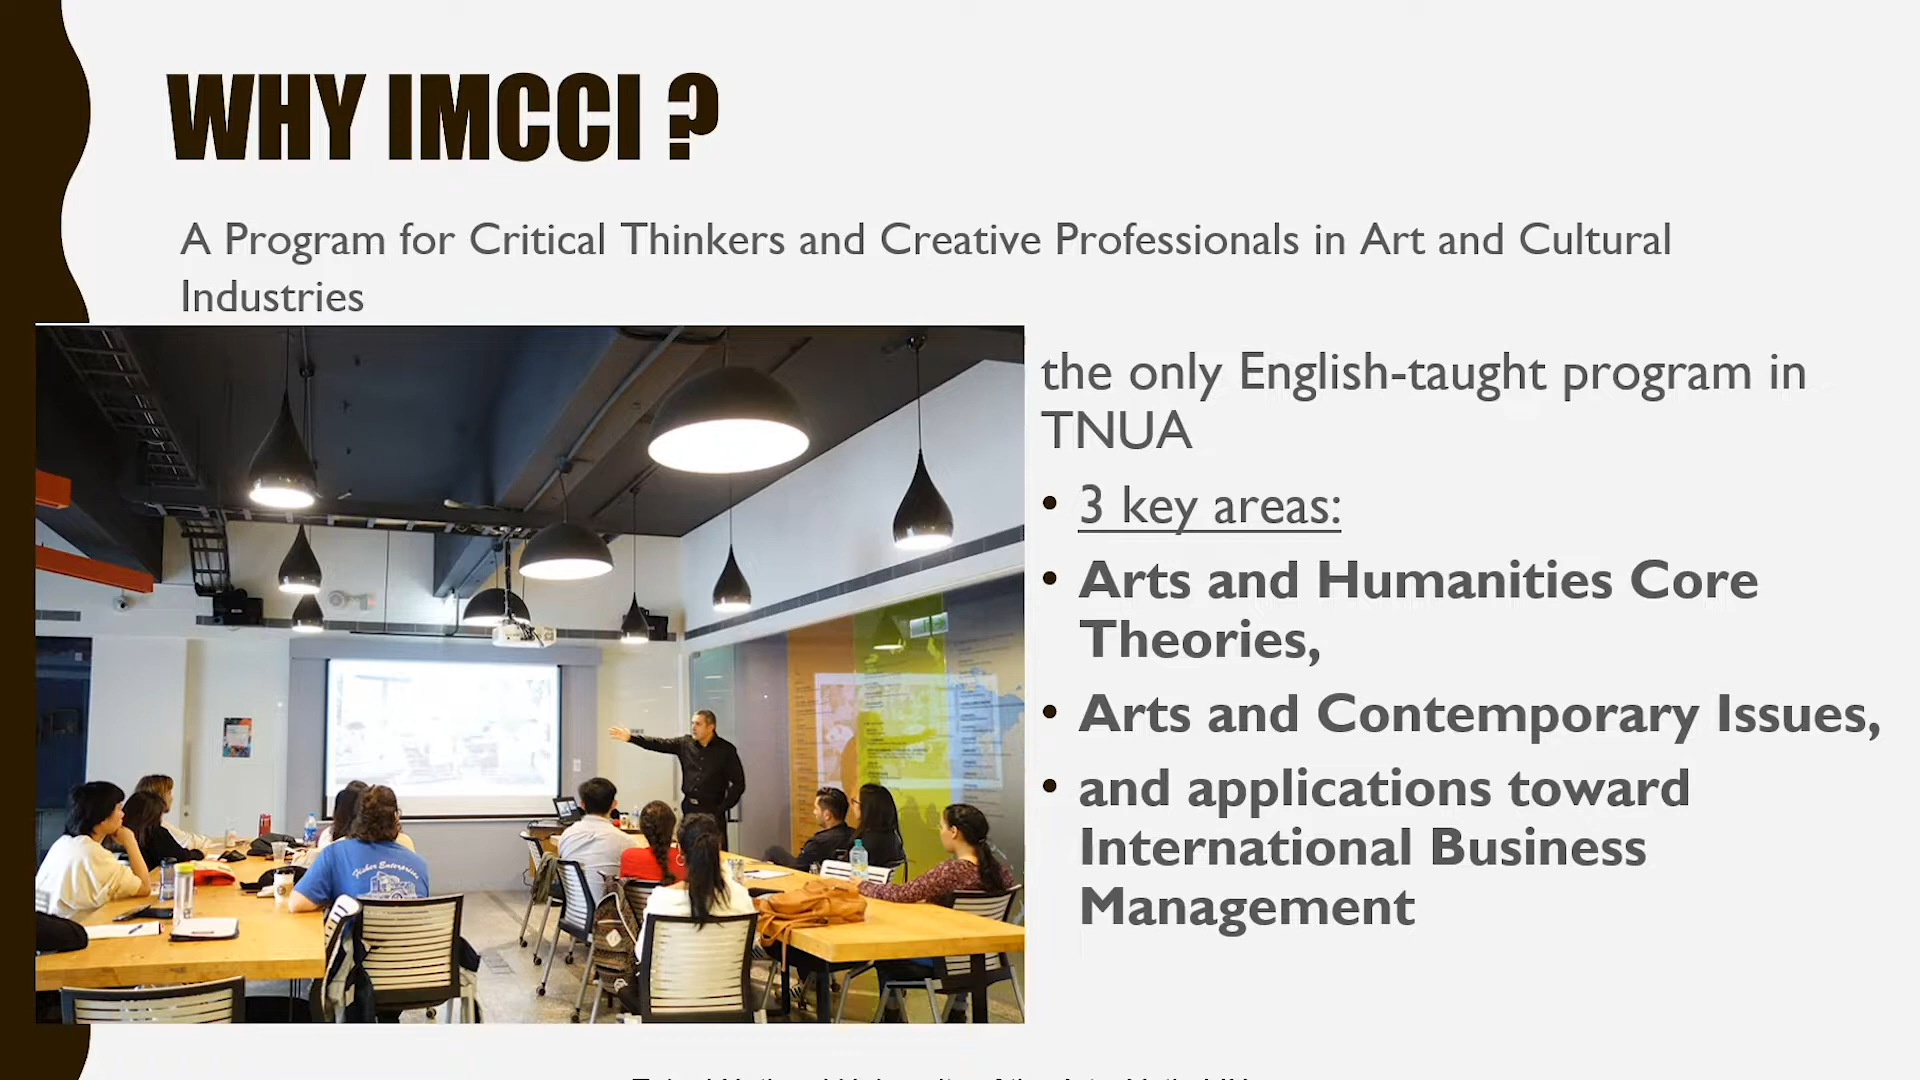 WHY IMCCI ?
A Program for Critical Thinkers and Creative Professionals in Art and Cultural
Industries
the only English-taught program in
TNUA
• 3 key areas:
• Arts and Humanities Core
Theories,
• Arts and Contemporary Issues,
• and applications toward
International Business
Management
Fisher Enterprises